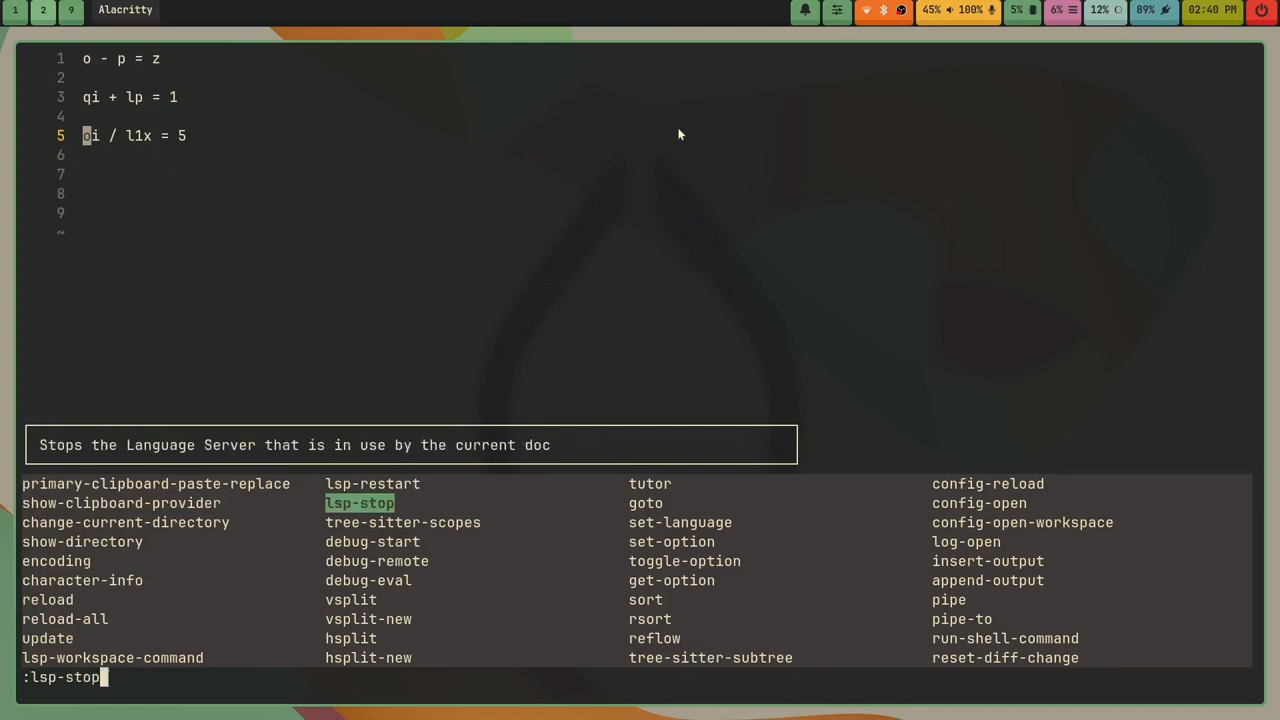 1 2 9 Alacritty 45% 100% 5% 6% 12% 89% 02:40 PM
1 o - p = z
2
3 qi + lp = 1
4
5 oi / l1x = 5
6
7
8
9
~
Stops the Language Server that is in use by the current doc
primary-clipboard-paste-replace lsp-restart tutor config-reload
show-clipboard-provider lsp-stop goto config-open
change-current-directory tree-sitter-scopes set-language config-open-workspace
show-directory debug-start set-option log-open
encoding debug-remote toggle-option insert-output
character-info debug-eval get-option append-output
reload vsplit sort pipe
reload-all vsplit-new rsort pipe-to
update hsplit reflow run-shell-command
lsp-workspace-command hsplit-new tree-sitter-subtree reset-diff-change
:lsp-stop